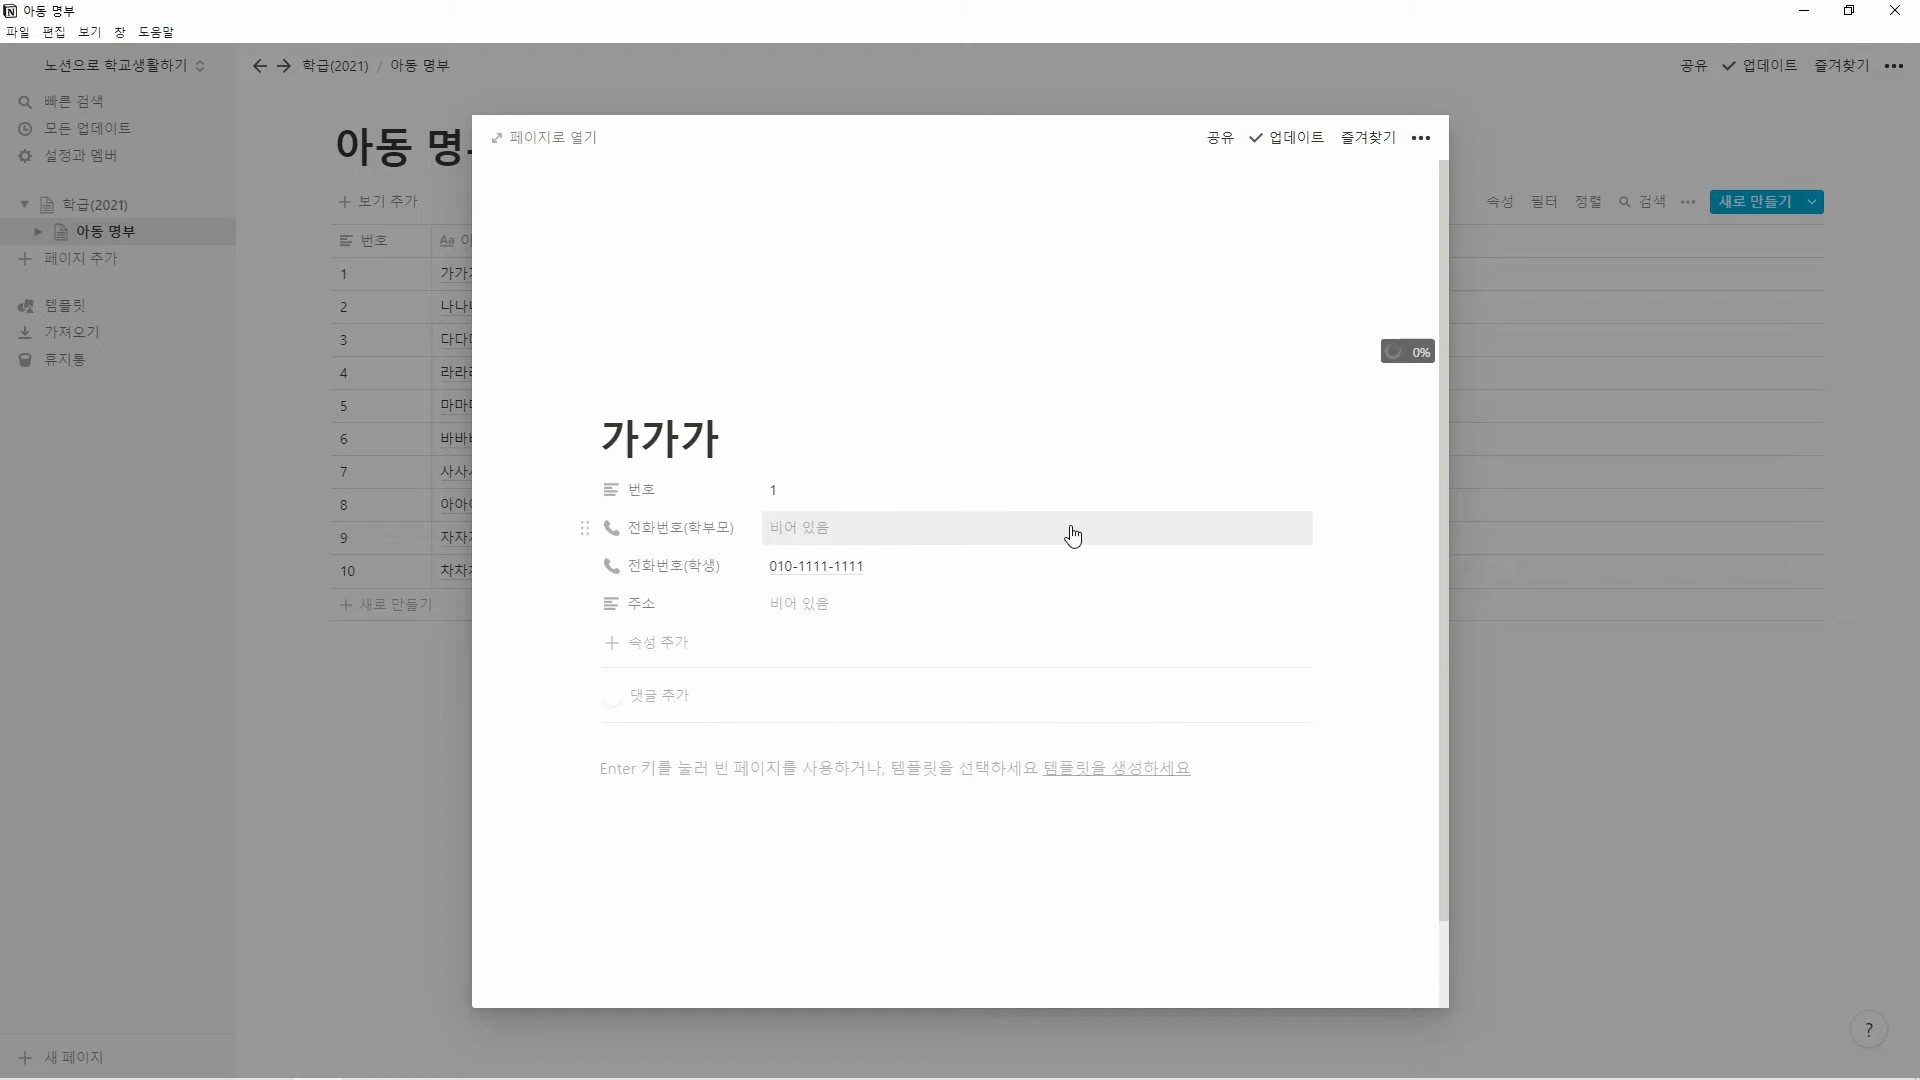 아동 명부
파일 편집 보기 창 도움말
노션으로 학교생활하기
학급(2021) / 아동 명부
공유 업데이트 즐겨찾기
빠른 검색
모든 업데이트
설정과 멤버
학급(2021)
아동 명부
페이지 추가
템플릿
가져오기
휴지통
새 페이지
아동
보기 추가
속성 필터 정렬 검색 새로 만들기
번호 Aa
1
2
3
4
5
6
7
8
9
10
새로 만들기
페이지로 열기
공유 업데이트 즐겨찾기
0%
가가가
번호 1
전화번호(학부모) 비어 있음
전화번호(학생) 010-1111-1111
주소 비어 있음
속성 추가
댓글 추가
Enter 키를 눌러 빈 페이지를 사용하거나, 템플릿을 선택하세요 템플릿을 생성하세요
?